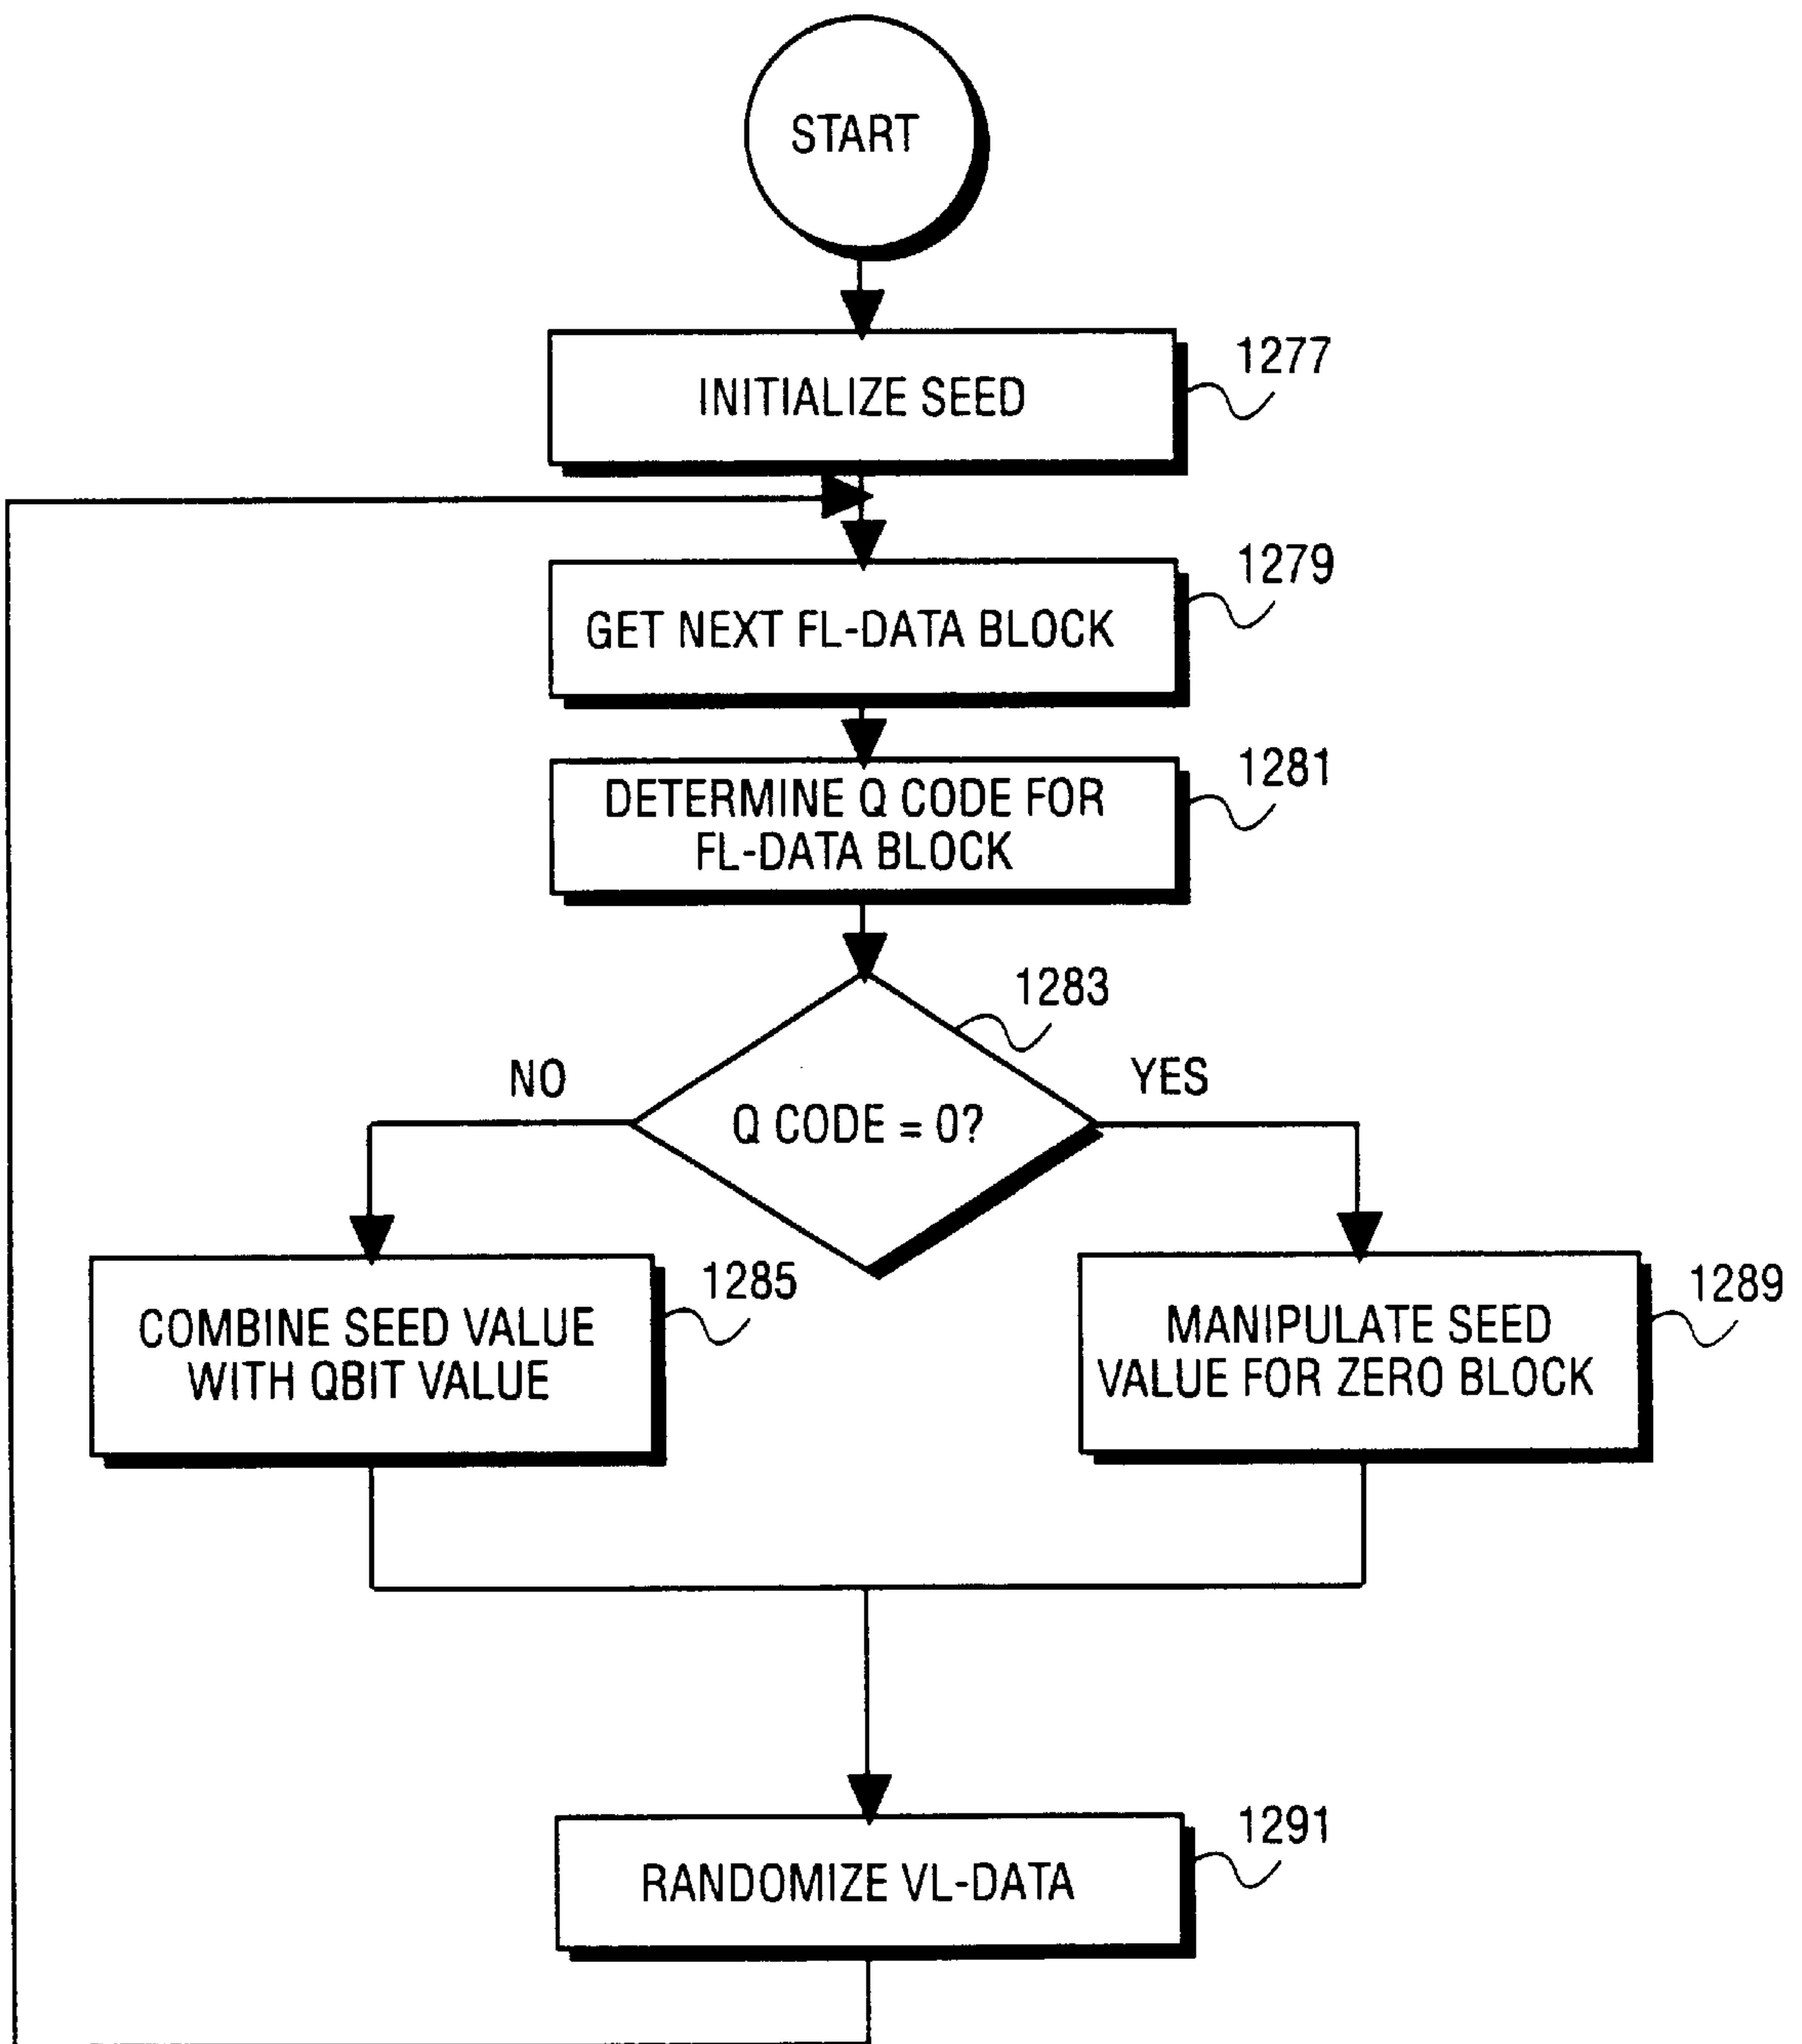 START
INITIALIZE SEED
1277
GET NEXT FL-DATA BLOCK
1279
DETERMINE Q CODE FOR
FL-DATA BLOCK
1281
1283
NO
YES
Q CODE = 0?
COMBINE SEED VALUE
WITH QBIT VALUE
1285
MANIPULATE SEED
VALUE FOR ZERO BLOCK
1289
RANDOMIZE VL-DATA
1291